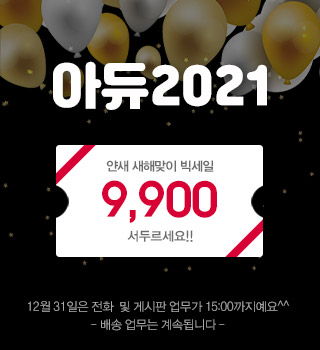 아듀2021
얀새 새해맞이 빅세일
9,900
서두르세요!!
12월 31일은 전화 및 게시판 업무가 15:00까지예요^^
- 배송 업무는 계속됩니다 -